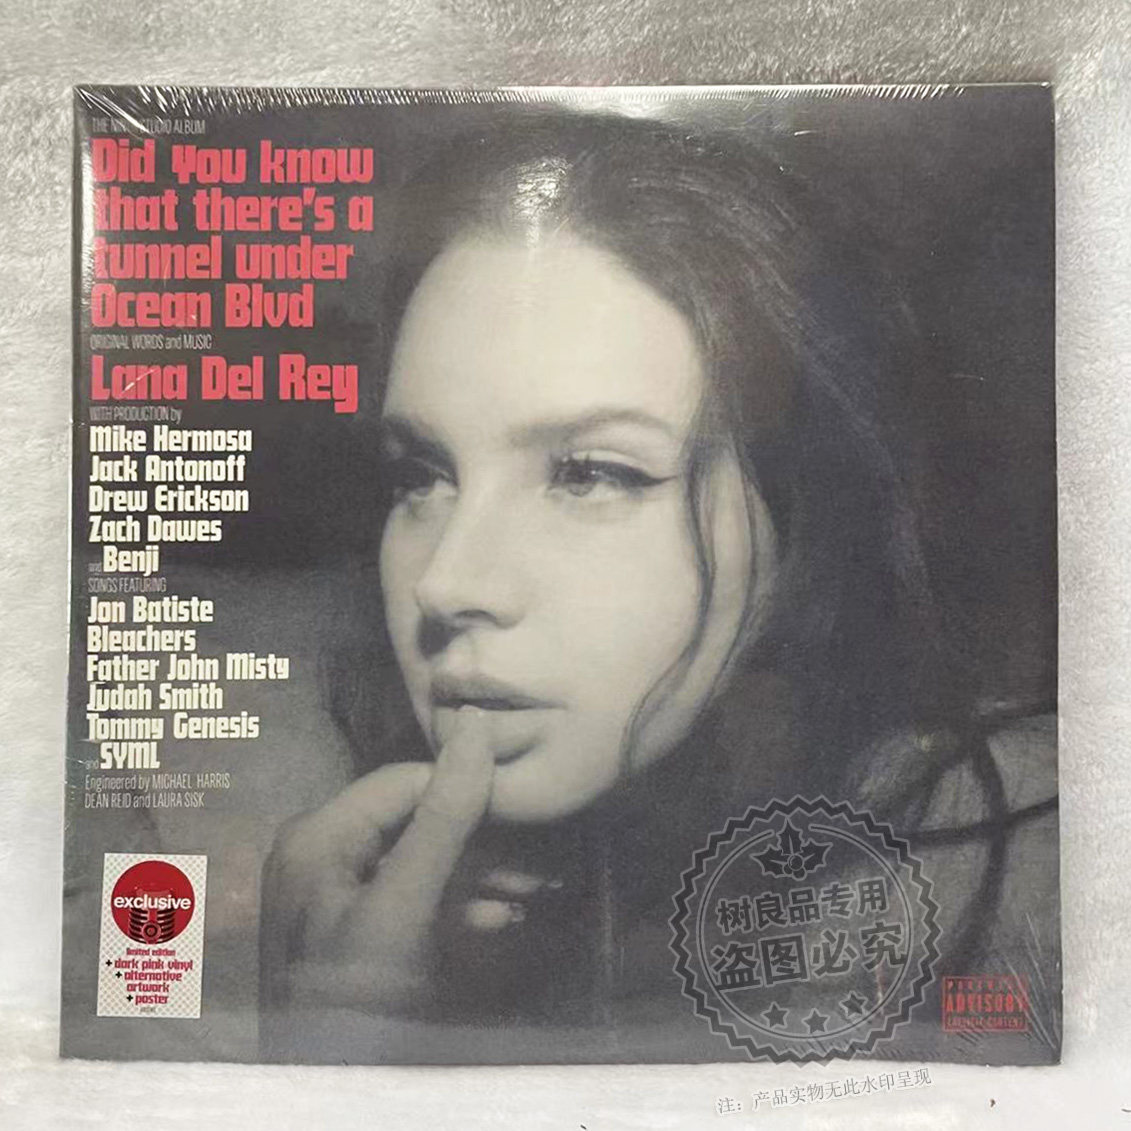 THE NINTH STUDIO ALBUM
Did you know
that there's a
tunnel under
Ocean Blvd
ORIGINAL WORDS and MUSIC
Lana Del Rey
WITH PRODUCTION by
Mike Hermosa
Jack Antonoff
Drew Erickson
Zach Dawes
and Benji
SONGS FEATURING
Jon Batiste
Bleachers
Father John Misty
Judah Smith
Tommy Genesis
and SYML
Engineered by MICHAEL HARRIS
DEAN REID and LAURA SISK
exclusive
limited edition
+ dark pink vinyl
+ alternative
artwork
+ poster
PARENTAL
ADVISORY
EXPLICIT CONTENT
树良品专用
盗图必究
注：产品实物无此水印呈现